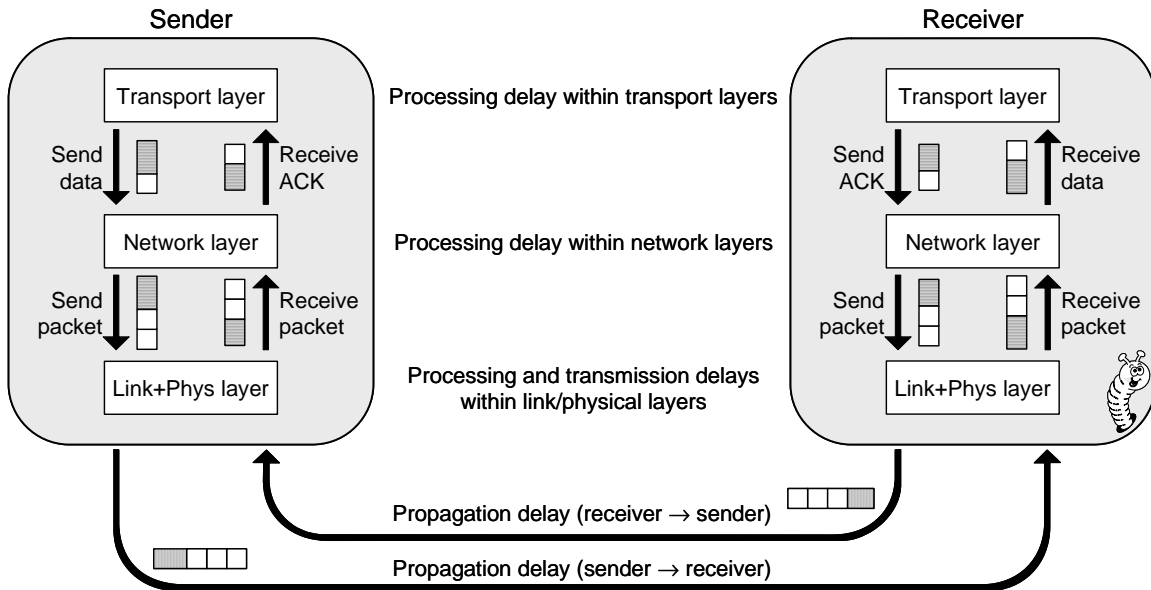 Sender
Receiver
Transport layer
Processing delay within transport layers
Transport layer
Send
data
Receive
ACK
Send
ACK
Receive
data
Network layer
Processing delay within network layers
Network layer
Send
packet
Receive
packet
Send
packet
Receive
packet
Link+Phys layer
Processing and transmission delays
within link/physical layers
Link+Phys layer
Propagation delay (receiver → sender)
Propagation delay (sender → receiver)